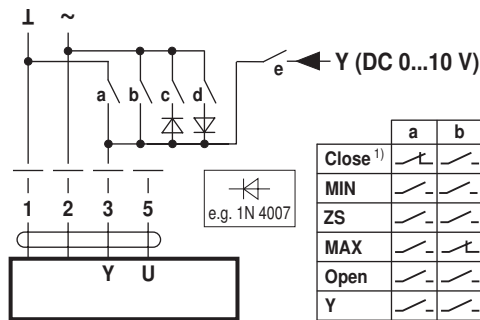 ⊥ ~
a b c d e Y (DC 0...10 V)
1 2 3 5
e.g. 1N 4007
Y U
a b
Close 1)
MIN
ZS
MAX
Open
Y